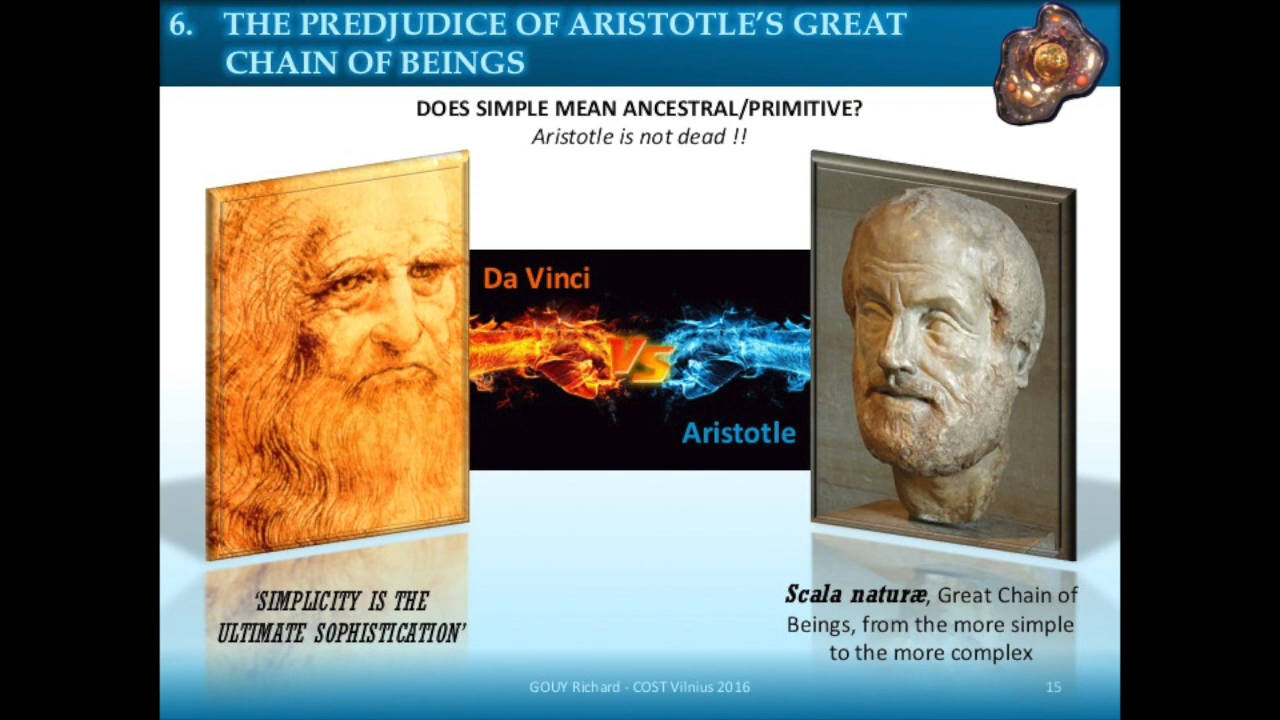 6. THE PREDJUDICE OF ARISTOTLE'S GREAT
CHAIN OF BEINGS
DOES SIMPLE MEAN ANCESTRAL/PRIMITIVE?
Aristotle is not dead !!
Da Vinci
VS
Aristotle
‘SIMPLICITY IS THE
ULTIMATE SOPHISTICATION’
Scala naturæ, Great Chain of
Beings, from the more simple
to the more complex
GOUY Richard - COST Vilnius 2016
15